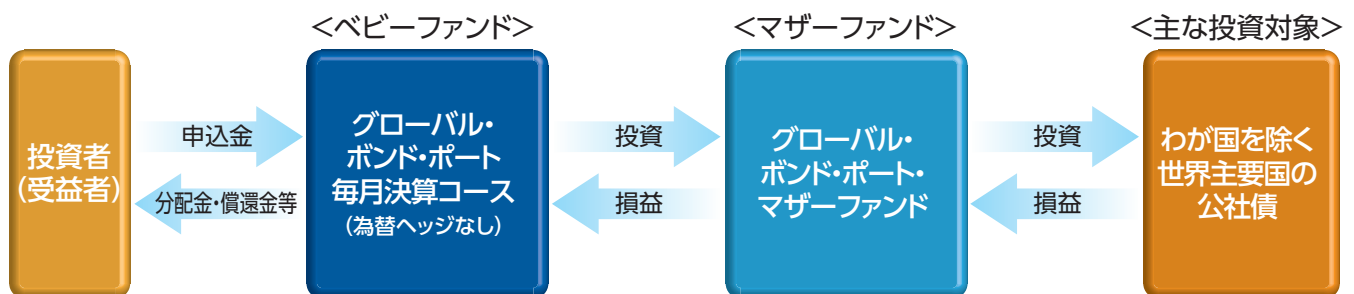 <ベビーファンド>
<マザーファンド>
<主な投資対象>
投資者
(受益者)
申込金
分配金・償還金等
グローバル・
ボンド・ポート
毎月決算コース
(為替ヘッジなし)
投資
損益
グローバル・
ボンド・ポート・
マザーファンド
投資
損益
わが国を除く
世界主要国の
公社債